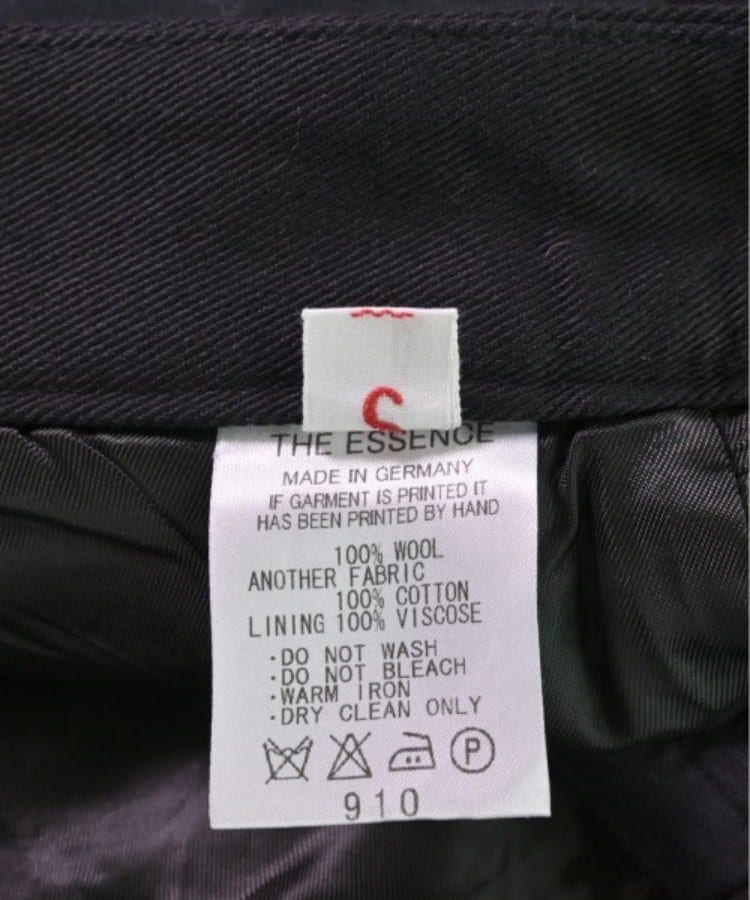 THE ESSENCE
MADE IN GERMANY
IF GARMENT IS PRINTED IT
HAS BEEN PRINTED BY HAND
100% WOOL
ANOTHER FABRIC
100% COTTON
LINING 100% VISCOSE
·DO NOT WASH
·DO NOT BLEACH
·WARM IRON
·DRY CLEAN ONLY
P
910